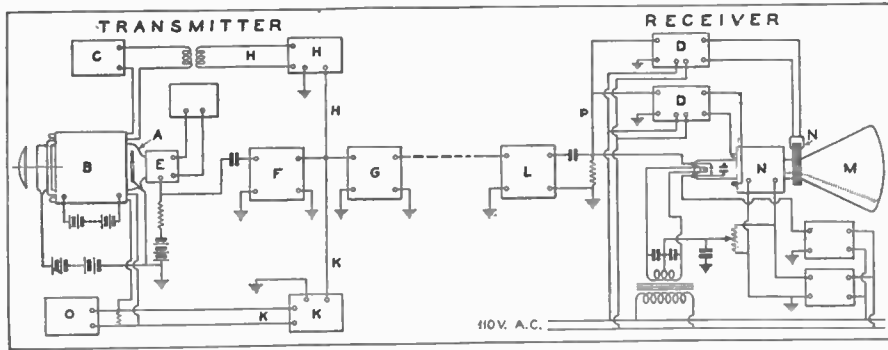 TRANSMITTER
RECEIVER
C
H
H
D
H
P
D
A
N
B
E
F
G
L
N
M
K
O
K
K
110V. A.C.